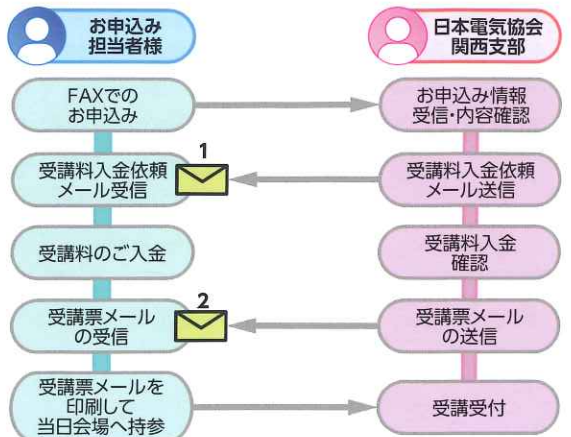 お申込み
担当者様
日本電気協会
関西支部
FAXでの
お申込み
お申込み情報
受信・内容確認
受講料入金依頼
メール受信
1
受講料入金依頼
メール送信
受講料のご入金
受講料入金
確認
受講票メール
の受信
2
受講票メール
の送信
受講票メールを
印刷して
当日会場へ持参
受講受付